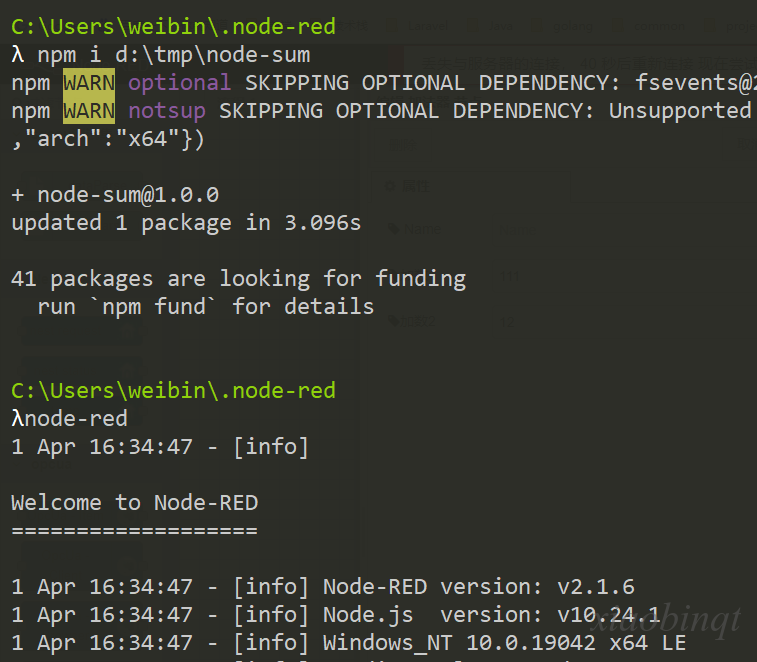 C:\Users\weibin\.node-red
λ npm i d:\tmp\node-sum
npm WARN optional SKIPPING OPTIONAL DEPENDENCY: fsevents@2
npm WARN notsup SKIPPING OPTIONAL DEPENDENCY: Unsupported
,"arch":"x64"})
+ node-sum@1.0.0
updated 1 package in 3.096s
41 packages are looking for funding
run `npm fund` for details
C:\Users\weibin\.node-red
λnode-red
1 Apr 16:34:47 - [info]
Welcome to Node-RED
===================
1 Apr 16:34:47 - [info] Node-RED version: v2.1.6
1 Apr 16:34:47 - [info] Node.js  version: v10.24.1
xiaobinqt
1 Apr 16:34:47 - [info] Windows_NT 10.0.19042 x64 LE